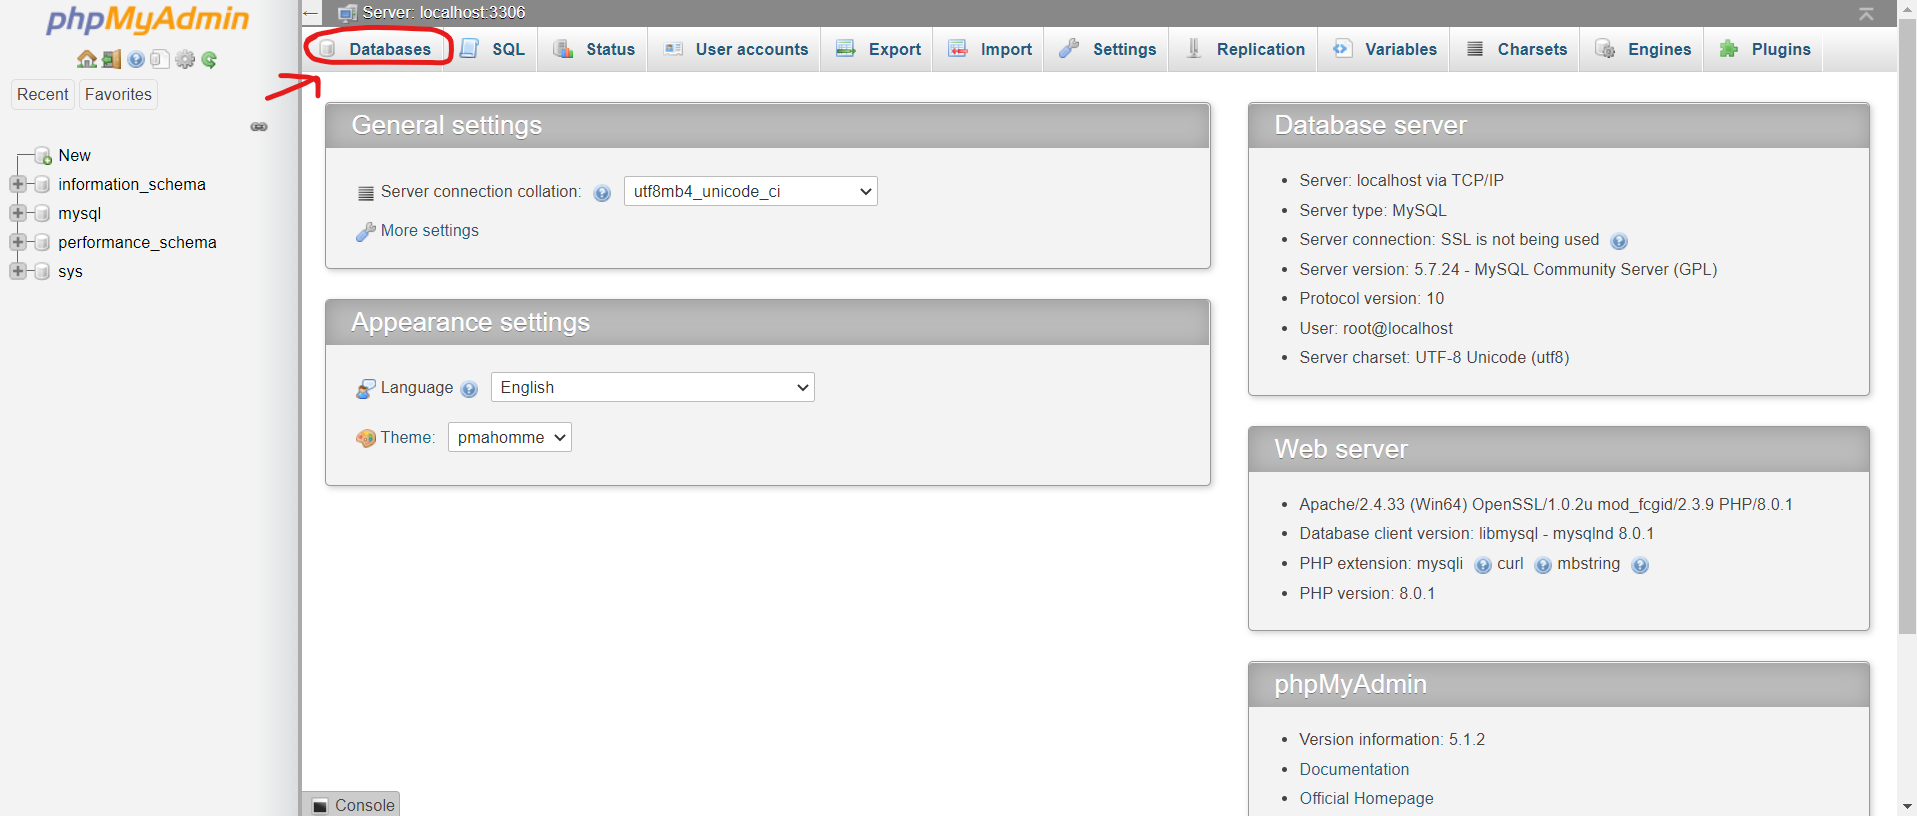 phpMyAdmin
Recent Favorites
New
information_schema
mysql
performance_schema
sys
Server: localhost:3306
Databases SQL Status User accounts Export Import Settings Replication Variables Charsets Engines Plugins
General settings
Server connection collation: utf8mb4_unicode_ci
More settings
Appearance settings
Language English
Theme: pmahomme
Database server
Server: localhost via TCP/IP
Server type: MySQL
Server connection: SSL is not being used
Server version: 5.7.24 - MySQL Community Server (GPL)
Protocol version: 10
User: root@localhost
Server charset: UTF-8 Unicode (utf8)
Web server
Apache/2.4.33 (Win64) OpenSSL/1.0.2u mod_fcgid/2.3.9 PHP/8.0.1
Database client version: libmysql - mysqlnd 8.0.1
PHP extension: mysqli curl mbstring
PHP version: 8.0.1
phpMyAdmin
Version information: 5.1.2
Documentation
Official Homepage
Console